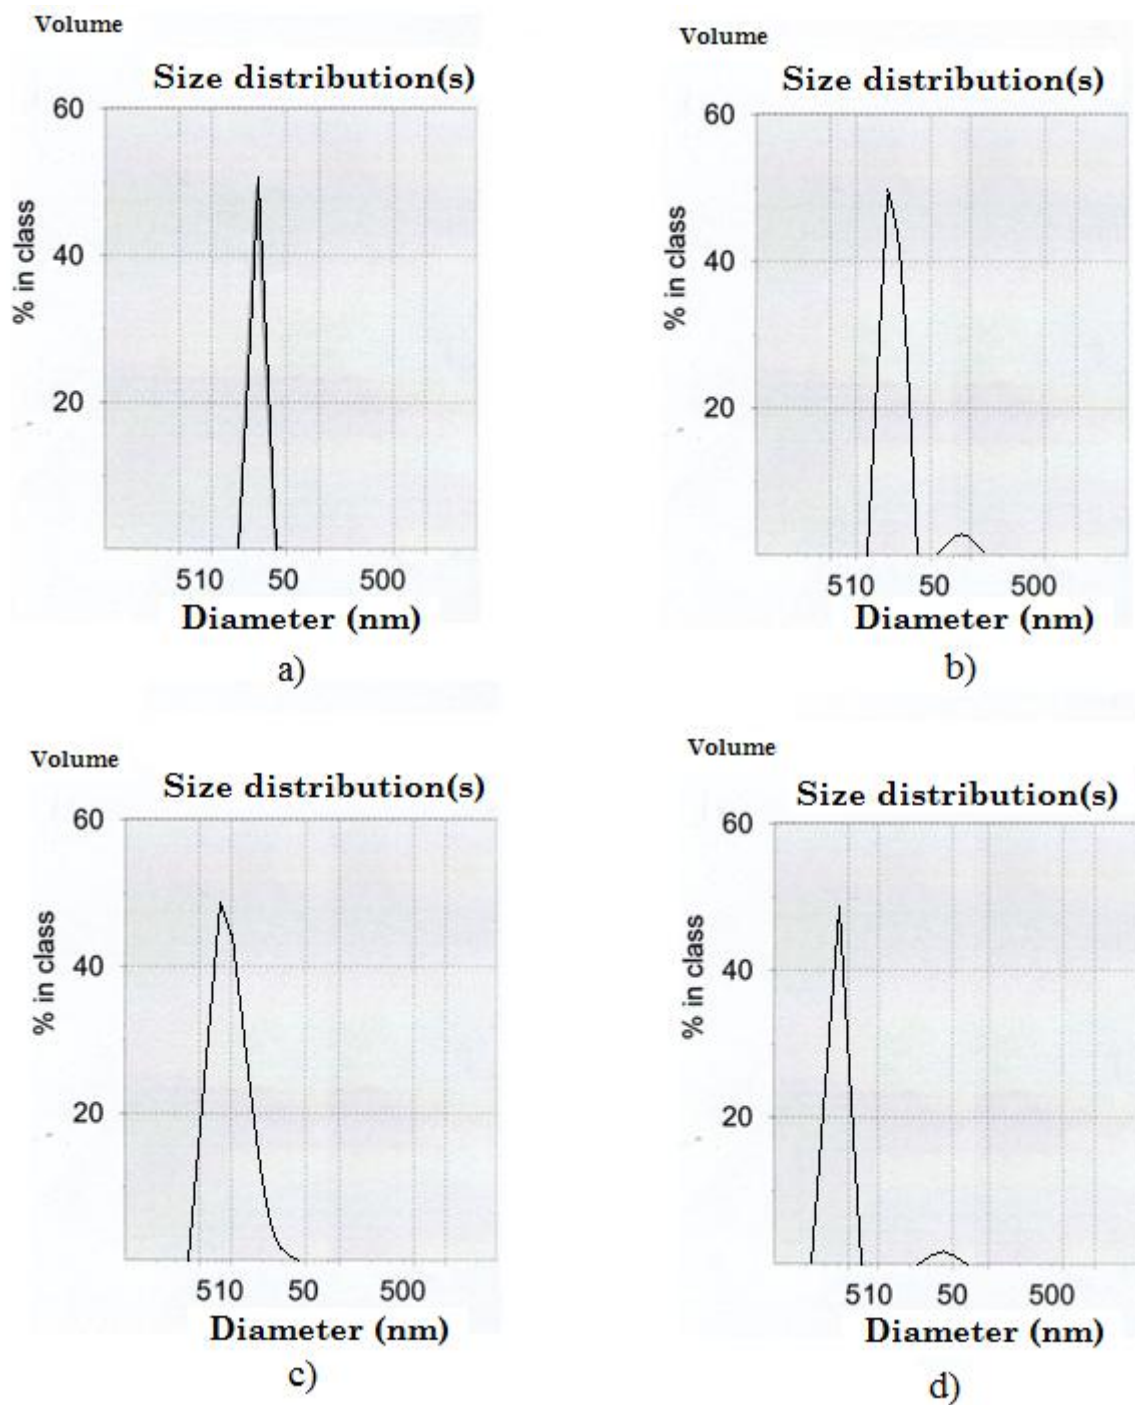 Volume
Size distribution(s)
60
40
20
% in class
510 50 500
Diameter (nm)
a)
Volume
Size distribution(s)
60
40
20
% in class
510 50 500
Diameter (nm)
b)
Volume
Size distribution(s)
60
40
20
% in class
510 50 500
Diameter (nm)
c)
Volume
Size distribution(s)
60
40
20
% in class
510 50 500
Diameter (nm)
d)